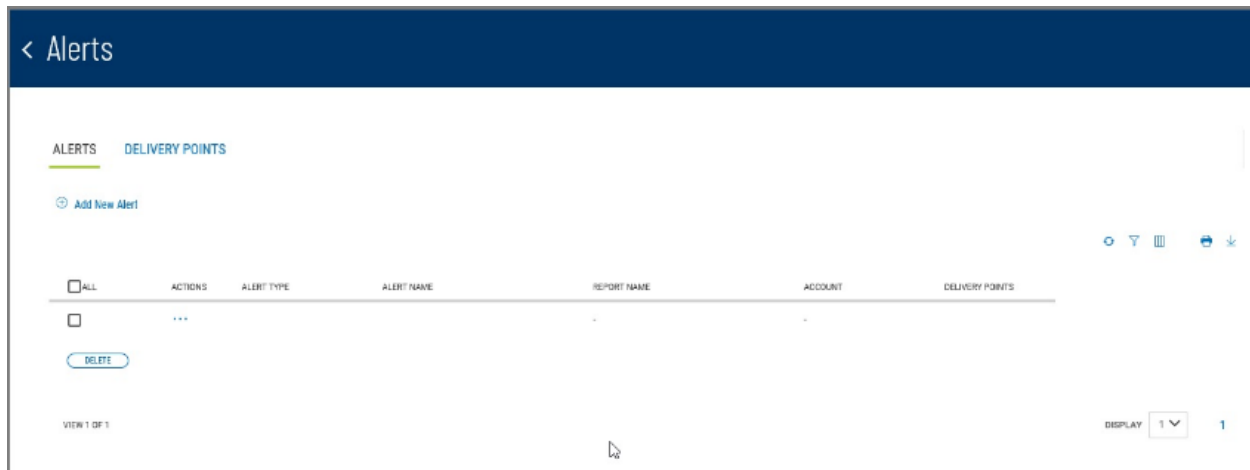 < Alerts
ALERTS DELIVERY POINTS
Add New Alert
ALL ACTIONS ALERT TYPE ALERT NAME REPORT NAME ACCOUNT DELIVERY POINTS
... - -
DELETE
VIEW 1 OF 1 DISPLAY 1 1